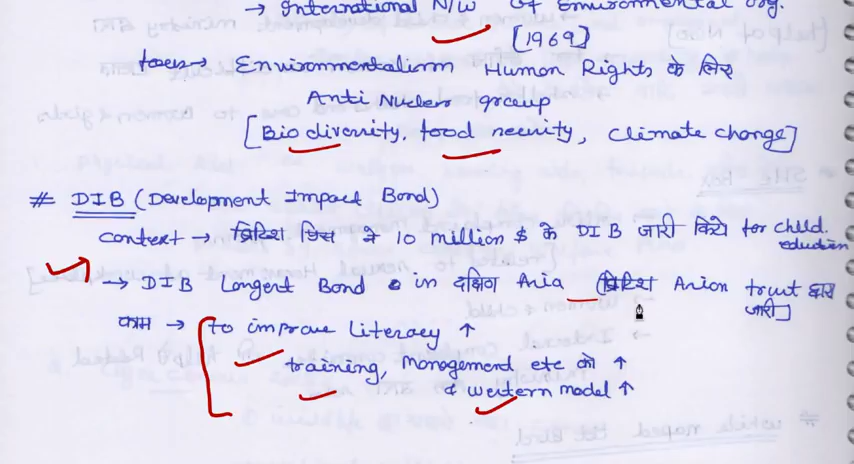 → International N/W of Environmental org.
[1969]
focus → Environmentalism Human Rights के लिए
Anti Nuclear group
[Bio diversity, food security, climate change]
# DIB (Development Impact Bond)
context → ब्रिटिश प्रिंस ने 10 million $ के DIB जारी किये for child education
→ DIB Longest Bond in दक्षिण Asia (ब्रिटिश Asian trust द्वारा जारी]
काम → to improve Literacy ↑
training, Management etc को ↑
& western model ↑